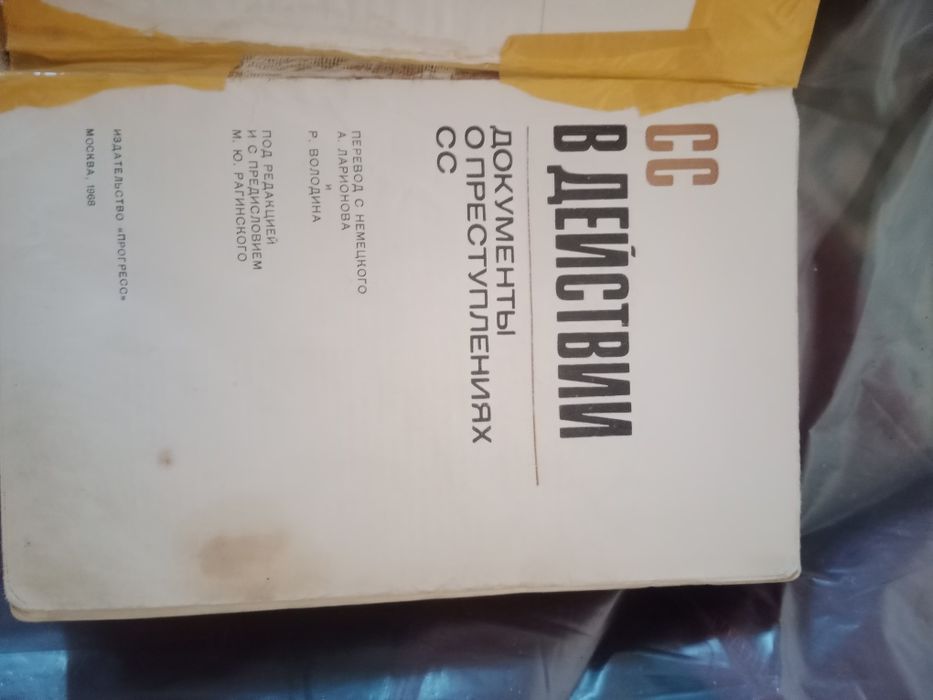 СС
В ДЕЙСТВИИ
ДОКУМЕНТЫ
О ПРЕСТУПЛЕНИЯХ
СС
ПЕРЕВОД С НЕМЕЦКОГО
А. ЛАРИОНОВА
и
Р. ВОЛОДИНА
ПОД РЕДАКЦИЕЙ
И С ПРЕДИСЛОВИЕМ
М. Ю. РАГИНСКОГО
ИЗДАТЕЛЬСТВО «ПРОГРЕСС»
МОСКВА, 1968